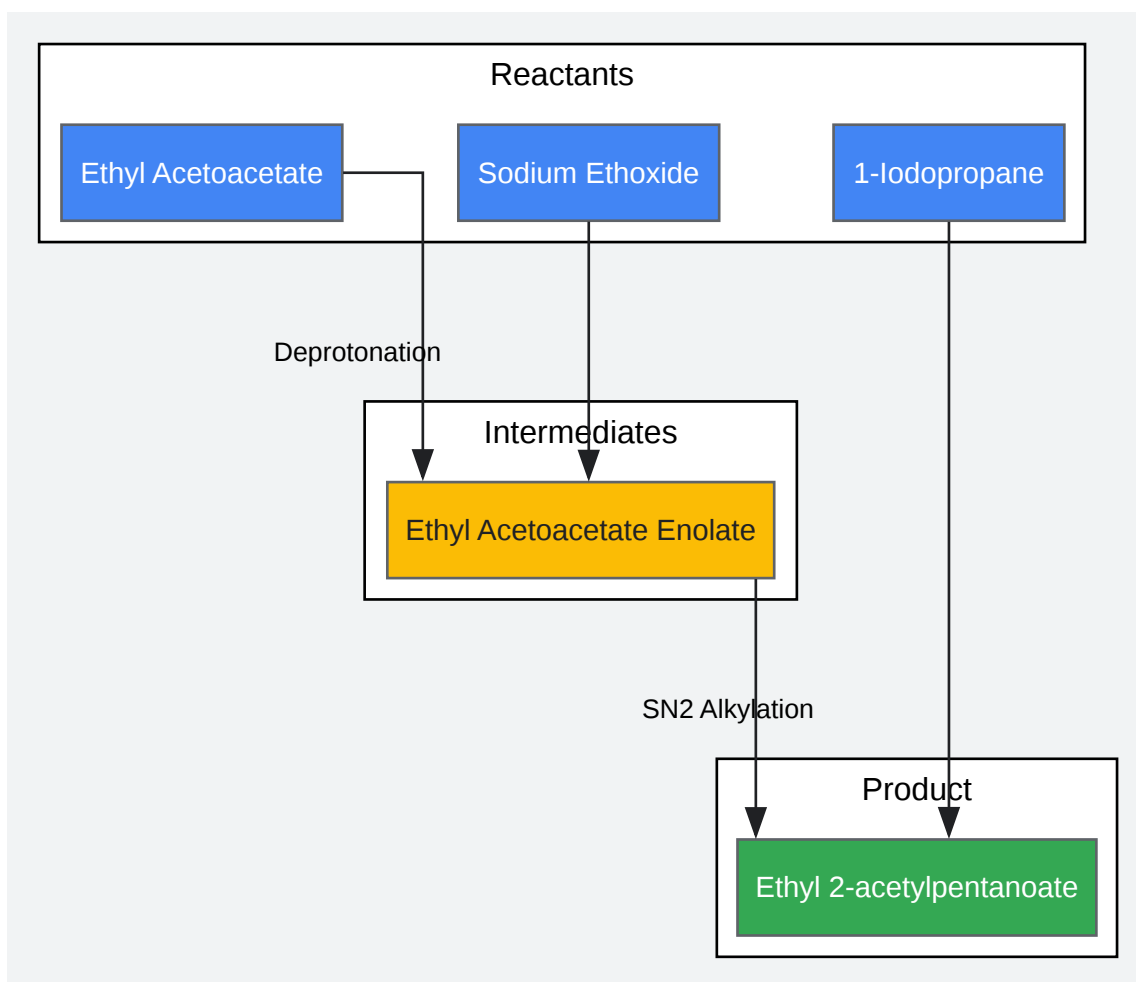 Reactants
Ethyl Acetoacetate
Sodium Ethoxide
1-Iodopropane
Deprotonation
Intermediates
Ethyl Acetoacetate Enolate
SN2 Alkylation
Product
Ethyl 2-acetylpentanoate